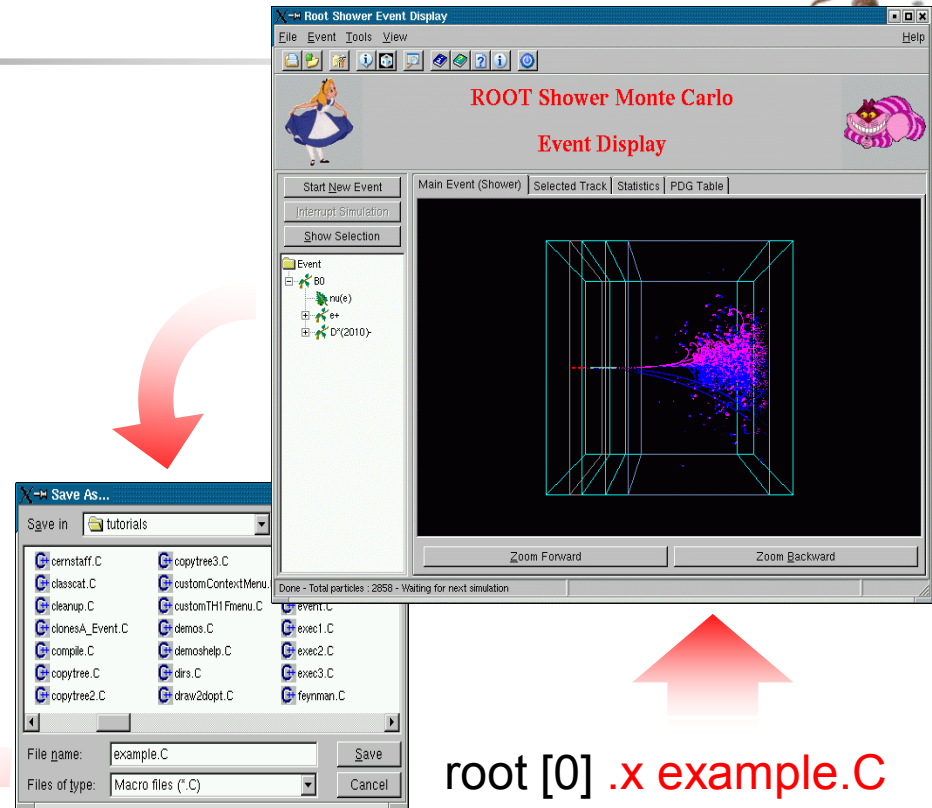 Root Shower Event Display
File Event Tools View Help
ROOT Shower Monte Carlo
Event Display
Start New Event
Interrupt Simulation
Show Selection
Main Event (Shower) Selected Track Statistics PDG Table
Event
B0
nu(e)
e+
D*(2010)-
Zoom Forward Zoom Backward
Done - Total particles : 2858 - Waiting for next simulation
Save As...
Save in tutorials
cernstaff.C copytree3.C
classcat.C customContextMenu.
cleanup.C customTH1Fmenu.C event.C
clonesA_Event.C demos.C exec1.C
compile.C demoshelp.C exec2.C
copytree.C dirs.C exec3.C
copytree2.C draw2dopt.C feynman.C
File name: example.C Save
Files of type: Macro files (*.C) Cancel
root [0] .x example.C